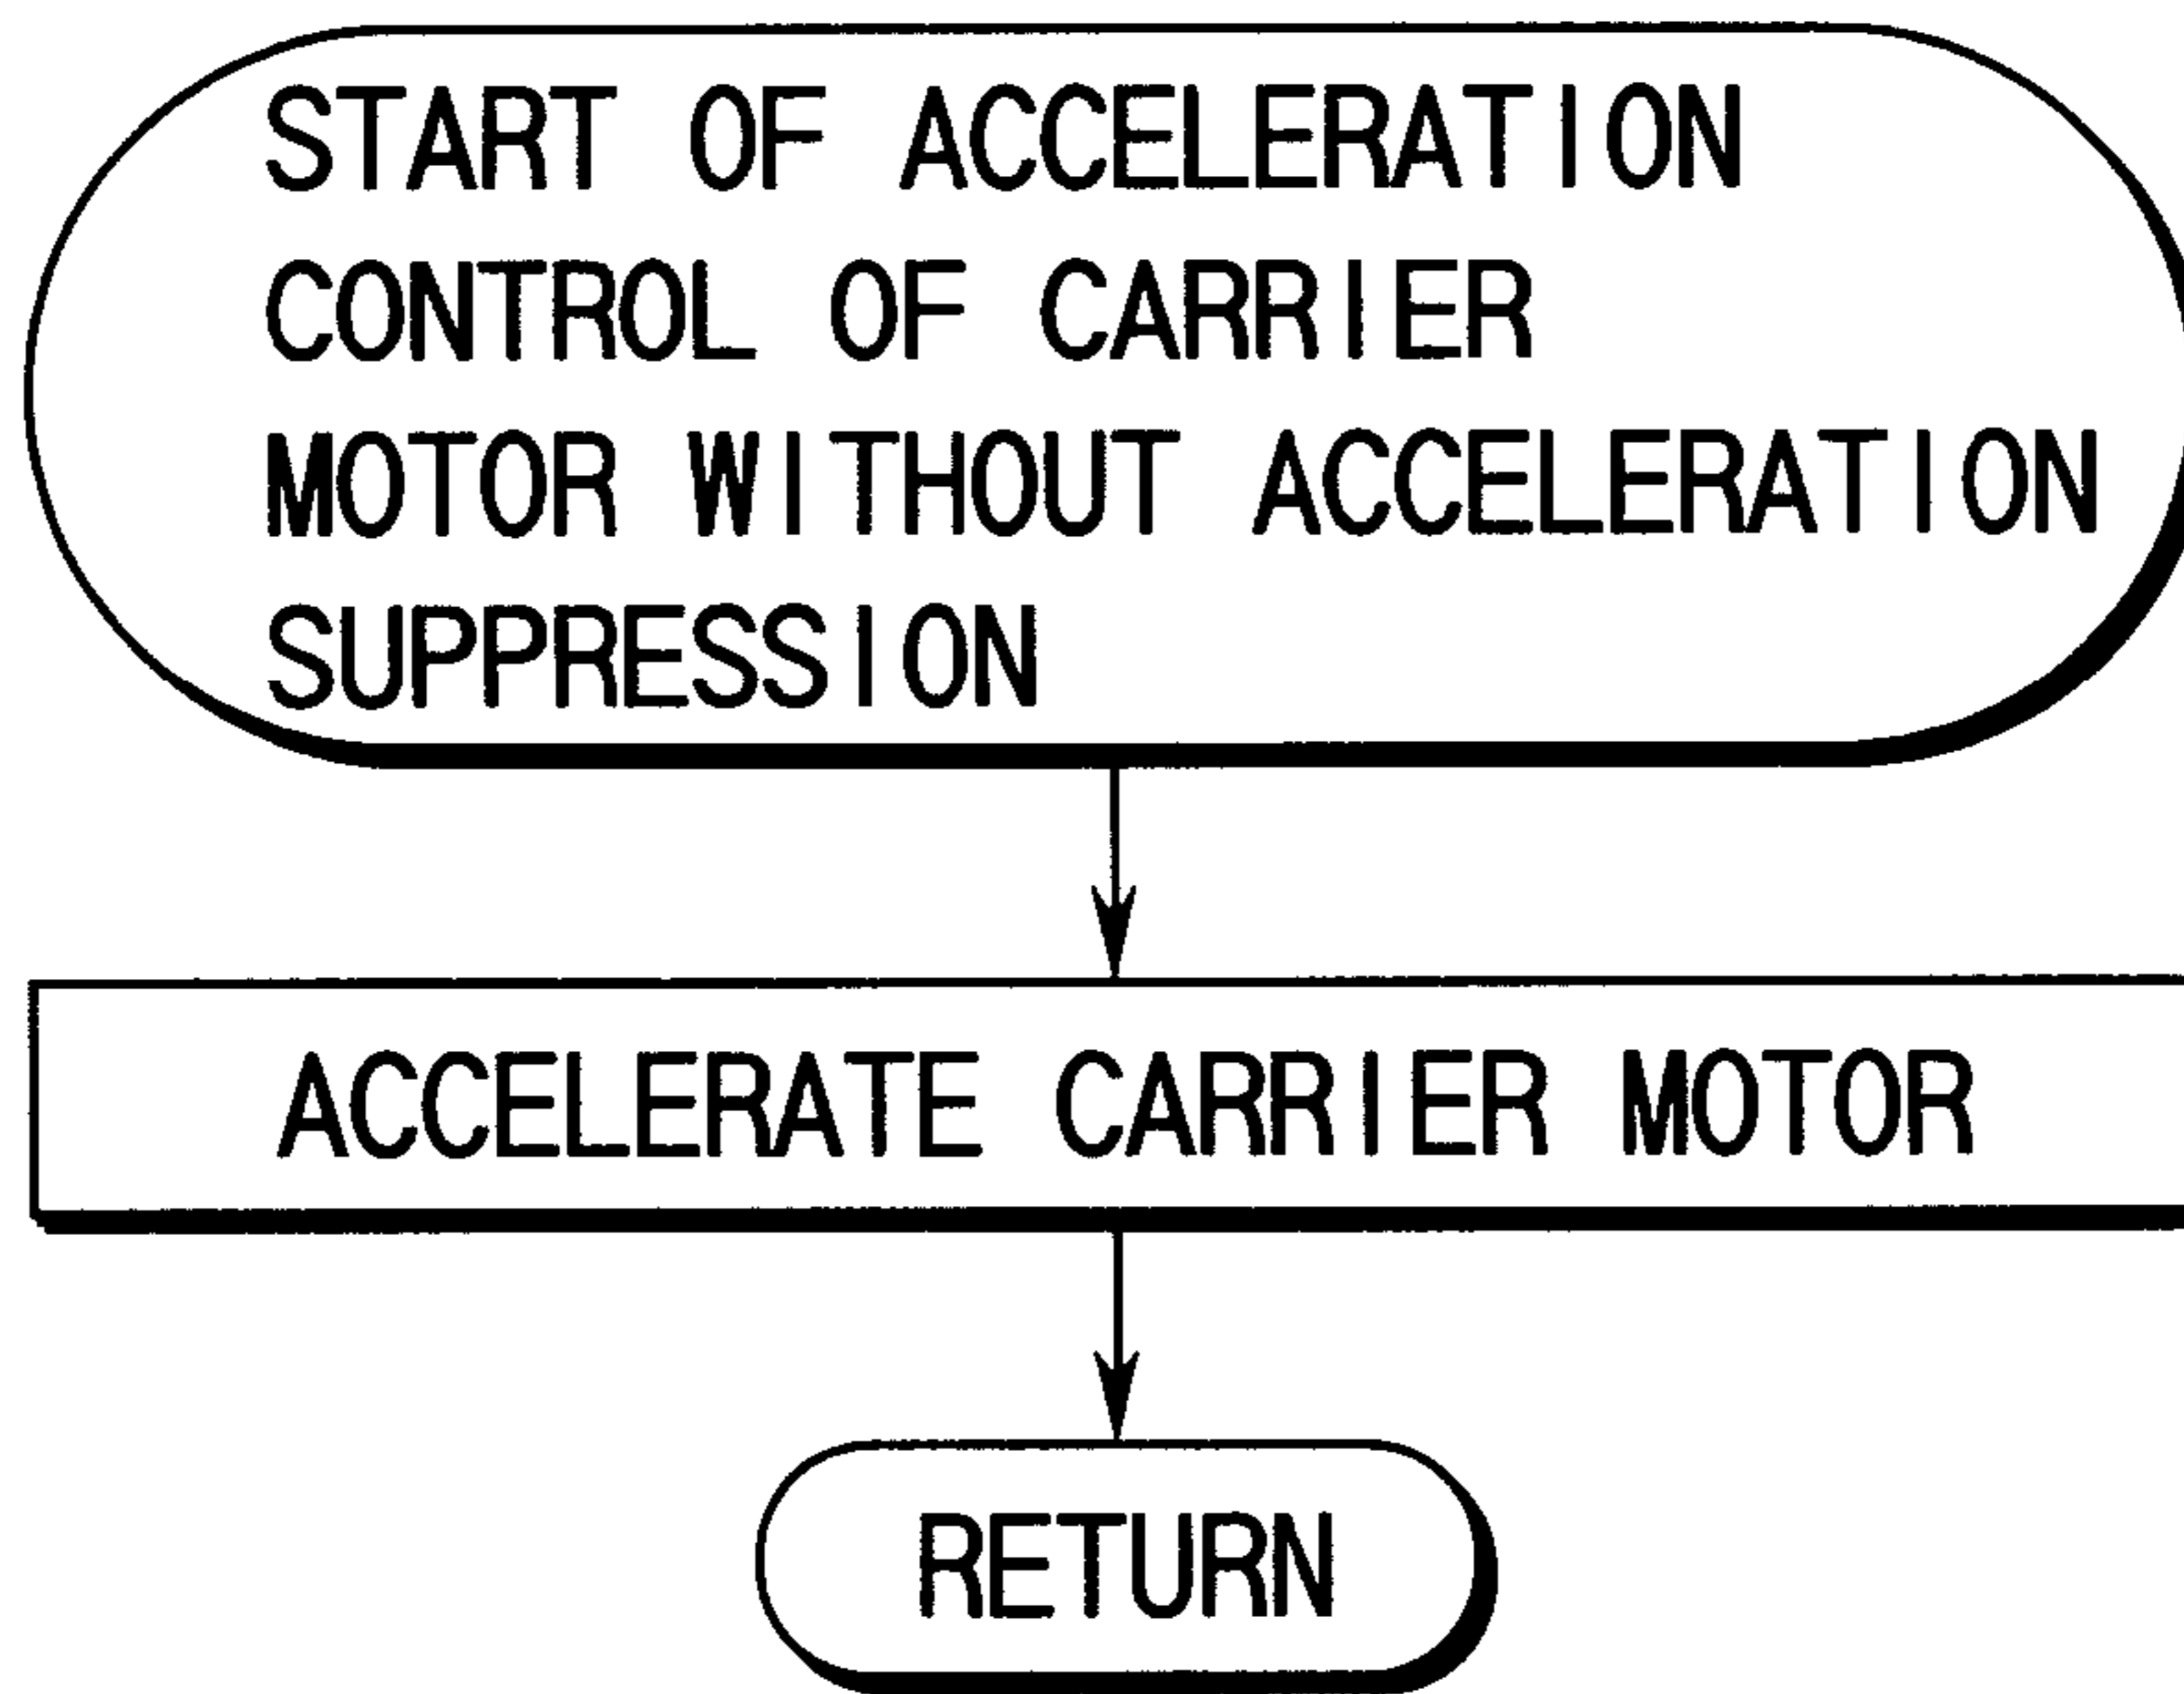 START OF ACCELERATION
CONTROL OF CARRIER
MOTOR WITHOUT ACCELERATION
SUPPRESSION
ACCELERATE CARRIER MOTOR
RETURN